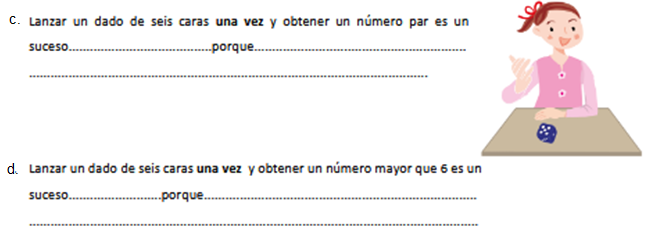 c. Lanzar un dado de seis caras una vez y obtener un número par es un
suceso........................................porque............................................................
................................................................................................................
d. Lanzar un dado de seis caras una vez y obtener un número mayor que 6 es un
suceso..........................porque.............................................................................
..............................................................................................................................